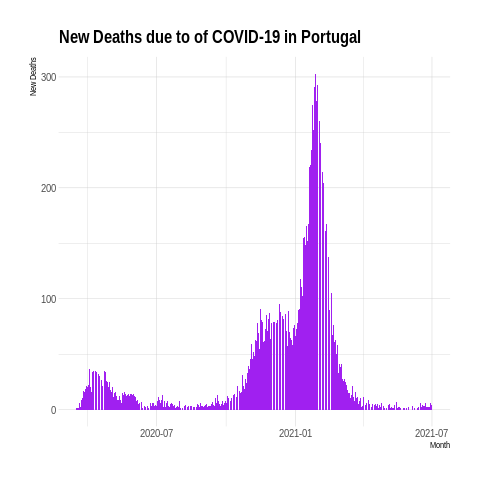 New Deaths due to of COVID-19 in Portugal
New Deaths
300
200
100
0
2020-07
2021-01
2021-07
Month